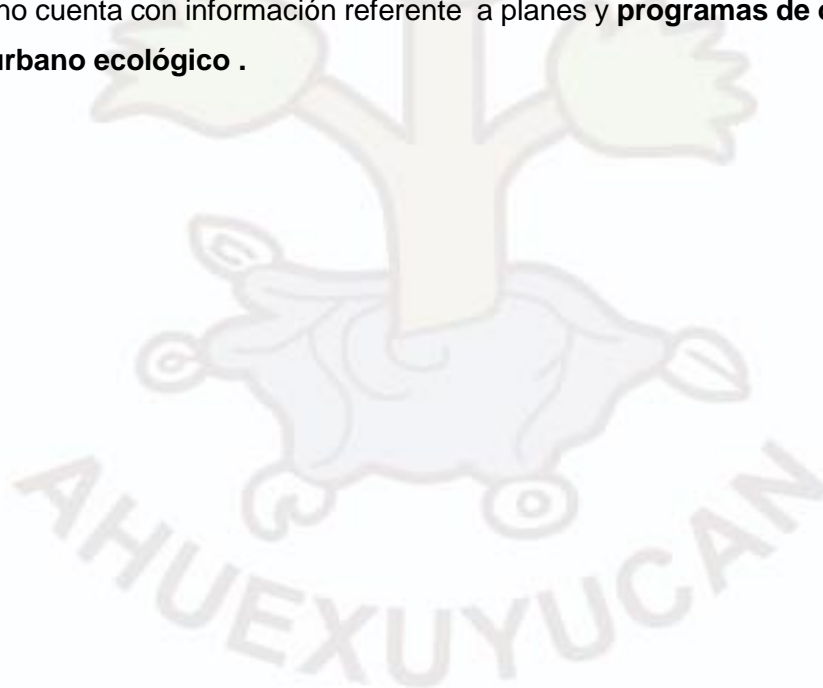 no cuenta con información referente a planes y programas de
urbano ecológico .
AHUEXUYUCAN